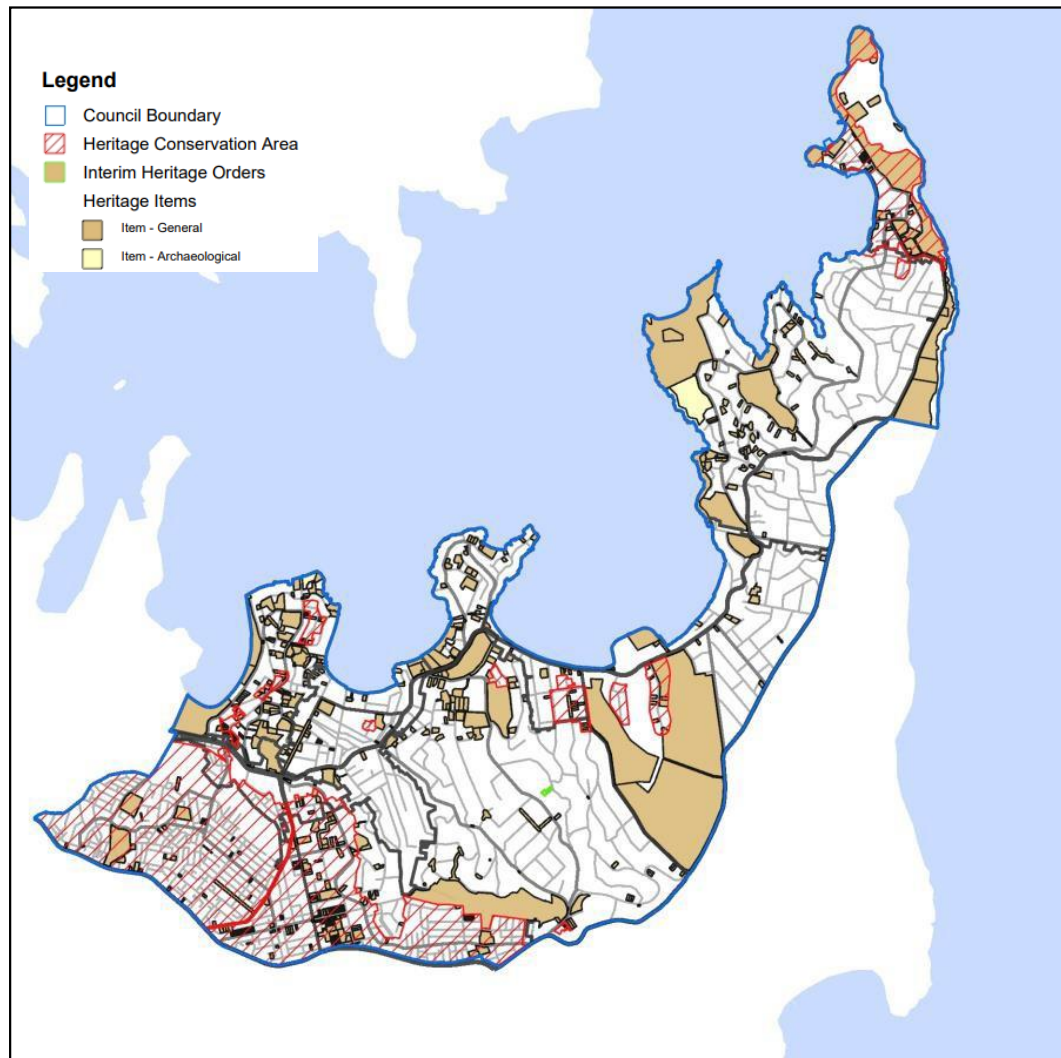 Legend
Council Boundary
Heritage Conservation Area
Interim Heritage Orders
Heritage Items
Item - General
Item - Archaeological